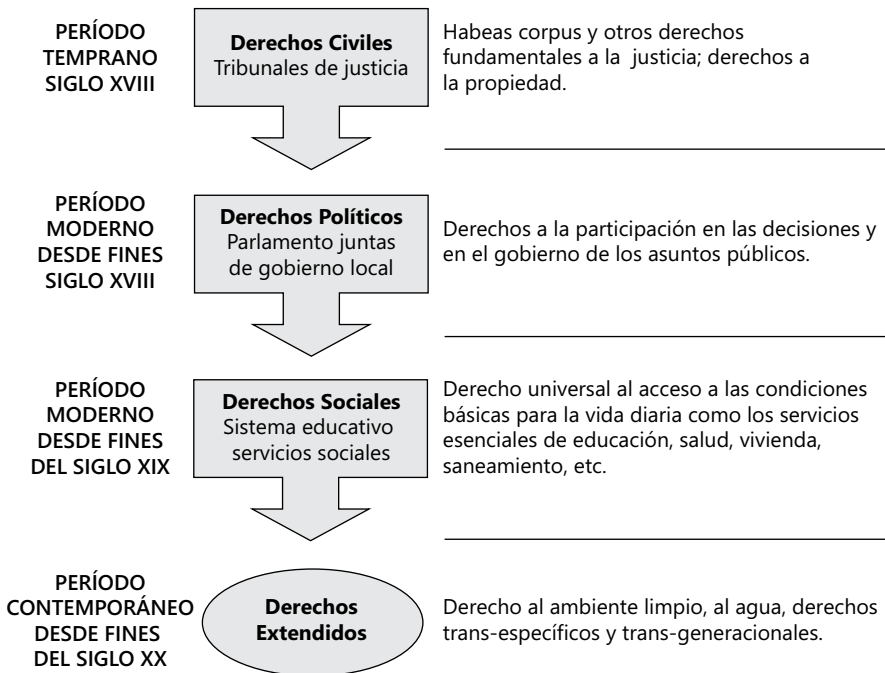 PERÍODO
TEMPRANO
SIGLO XVIII
Derechos Civiles
Tribunales de justicia
Habeas corpus y otros derechos
fundamentales a la justicia; derechos a
la propiedad.
PERÍODO
MODERNO
DESDE FINES
SIGLO XVIII
Derechos Políticos
Parlamento juntas
de gobierno local
Derechos a la participación en las decisiones y
en el gobierno de los asuntos públicos.
PERÍODO
MODERNO
DESDE FINES
DEL SIGLO XIX
Derechos Sociales
Sistema educativo
servicios sociales
Derecho universal al acceso a las condiciones
básicas para la vida diaria como los servicios
esenciales de educación, salud, vivienda,
saneamiento, etc.
PERÍODO
CONTEMPORÁNEO
DESDE FINES
DEL SIGLO XX
Derechos
Extendidos
Derecho al ambiente limpio, al agua, derechos
trans-específicos y trans-generacionales.